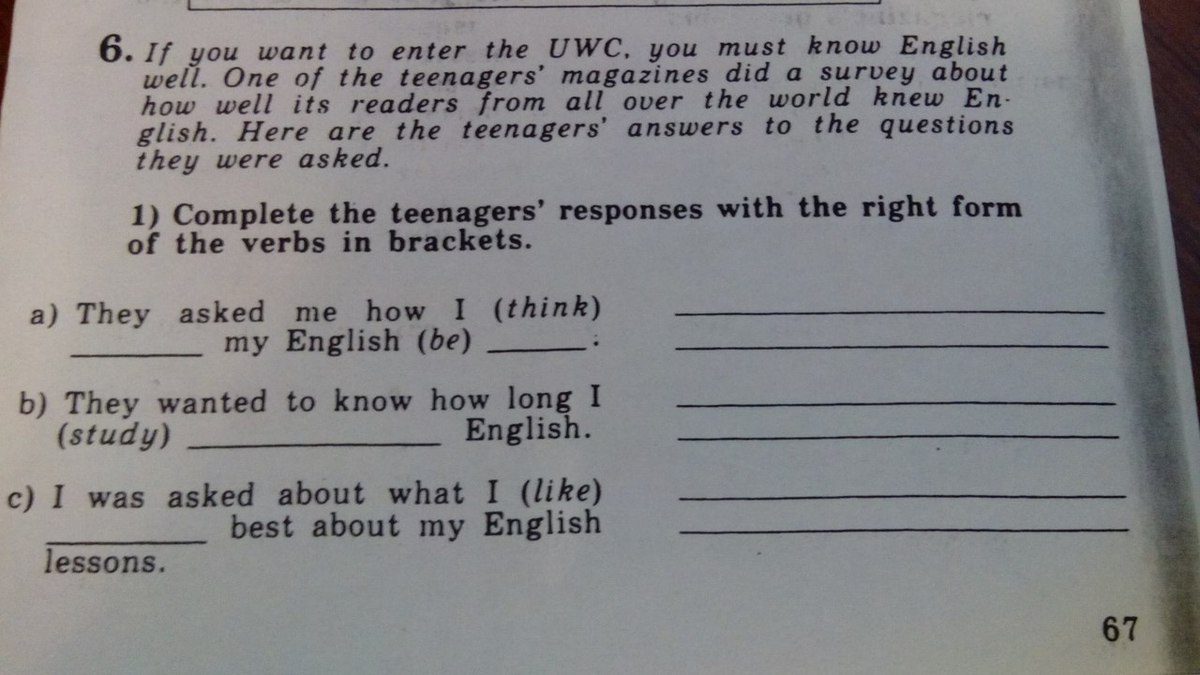 6. If you want to enter the UWC, you must know English
well. One of the teenagers' magazines did a survey about
how well its readers from all over the world knew En-
glish. Here are the teenagers' answers to the questions
they were asked.
1) Complete the teenagers' responses with the right form
of the verbs in brackets.
a) They asked me how I (think)
________ my English (be) ______.
b) They wanted to know how long I
(study) ________________ English.
c) I was asked about what I (like)
__________ best about my English
lessons.
67